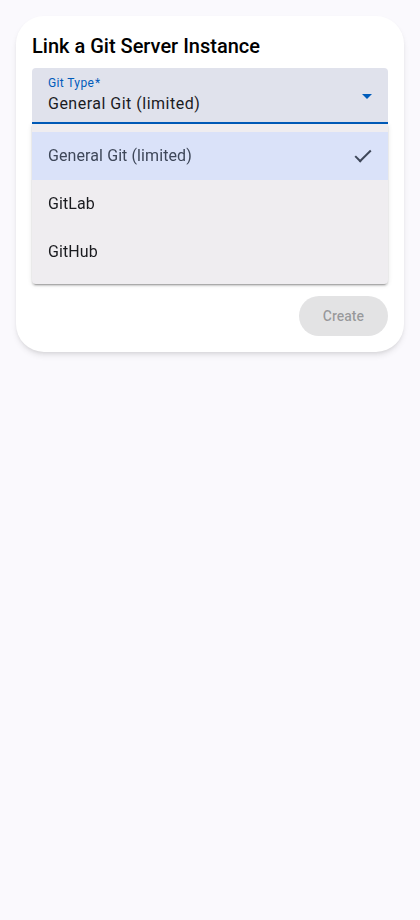 Link a Git Server Instance
Git Type*
General Git (limited)
General Git (limited)
GitLab
GitHub
Create